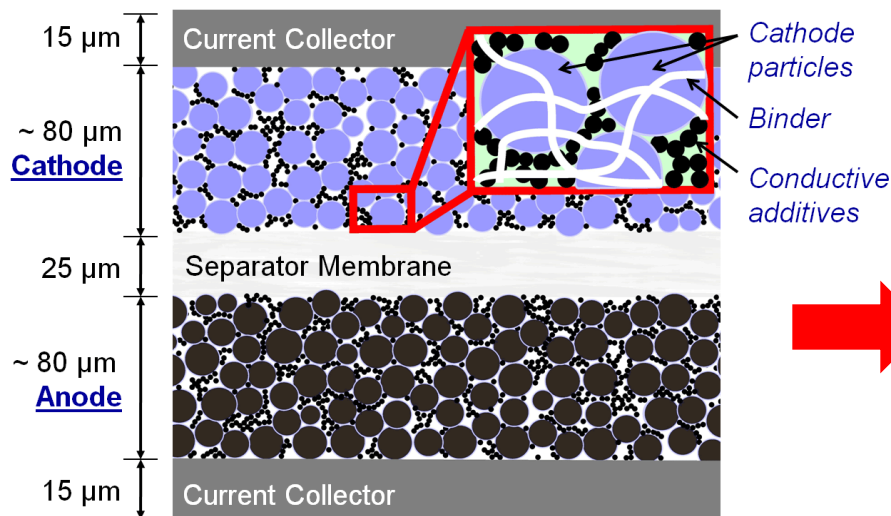 15 µm
Current Collector
Cathode
particles
~ 80 µm
Cathode
Binder
Conductive
additives
25 µm
Separator Membrane
~ 80 µm
Anode
15 µm
Current Collector